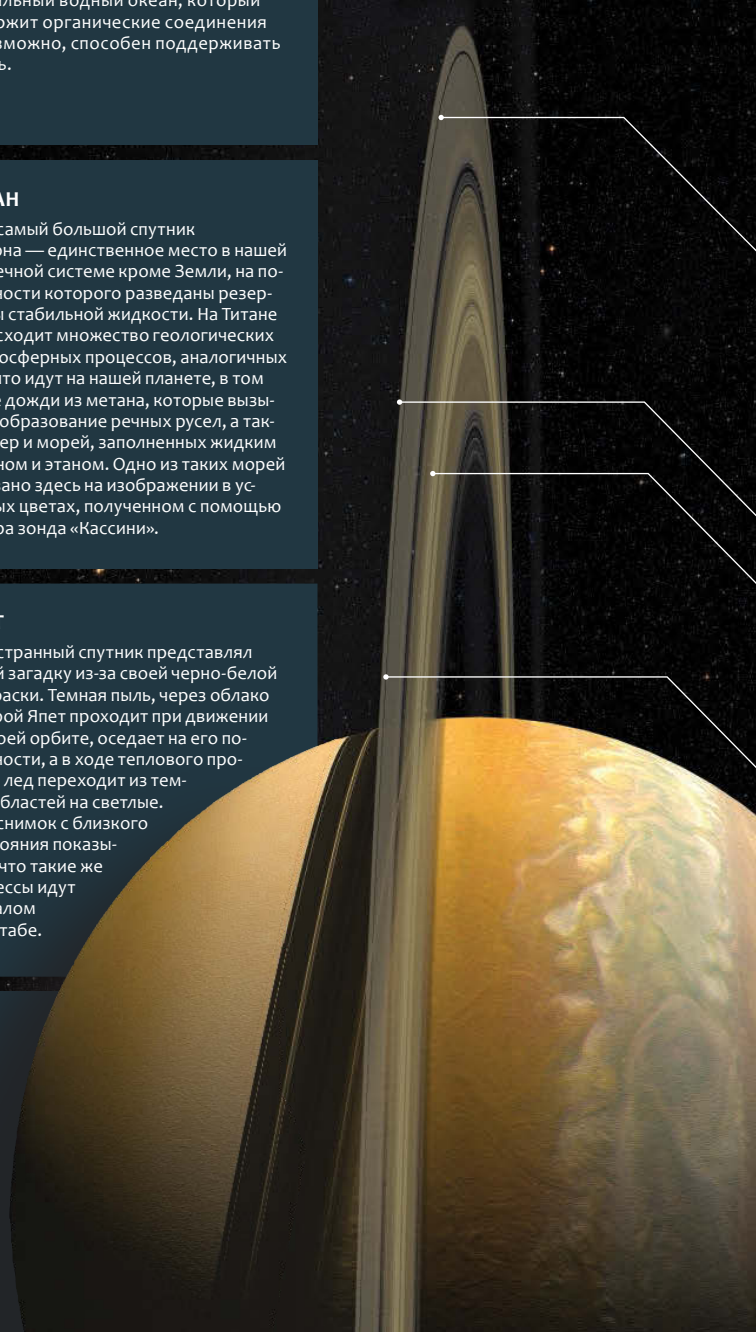 льный водный океан, который
ржит органические соединения
зможно, способен поддерживать
ь.
АН
самый большой спутник
рна — единственное место в нашей
ечной системе кроме Земли, на по-
ности которого разведаны резер-
ы стабильной жидкости. На Титане
сходит множество геологических
осферных процессов, аналогичных
что идут на нашей планете, в том
е дожди из метана, которые вызы-
образование речных русел, а так-
ер и морей, заполненных жидким
ном и этаном. Одно из таких морей
зано здесь на изображении в ус-
ых цветах, полученном с помощью
ра зонда «Кассини».
Т
странный спутник представлял
й загадку из-за своей черно-белой
раски. Темная пыль, через облако
рой Япет проходит при движении
оей орбите, оседает на его по-
ности, а в ходе теплового про-
лед переходит из тем-
бластей на светлые.
снимок с близкого
ояния показы-
что такие же
ессы идут
алом
табе.